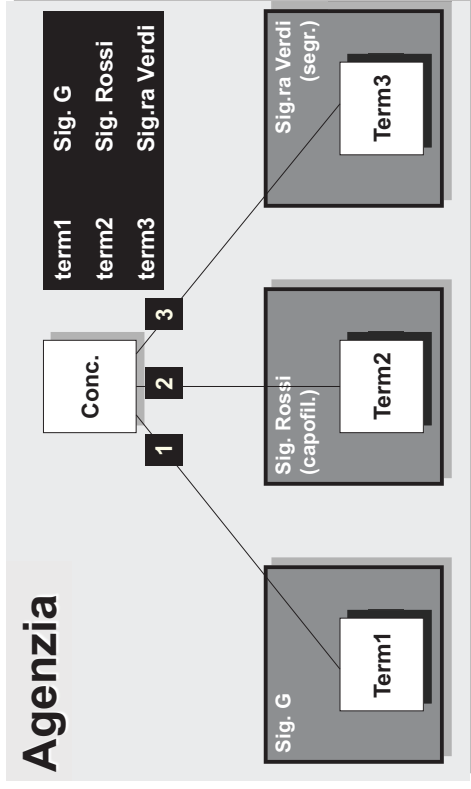 Agenzia
Conc.
term1 Sig. G
term2 Sig. Rossi
term3 Sig.ra Verdi
1
2
3
Sig. G
Term1
Sig. Rossi
(capofil.)
Term2
Sig.ra Verdi
(segr.)
Term3